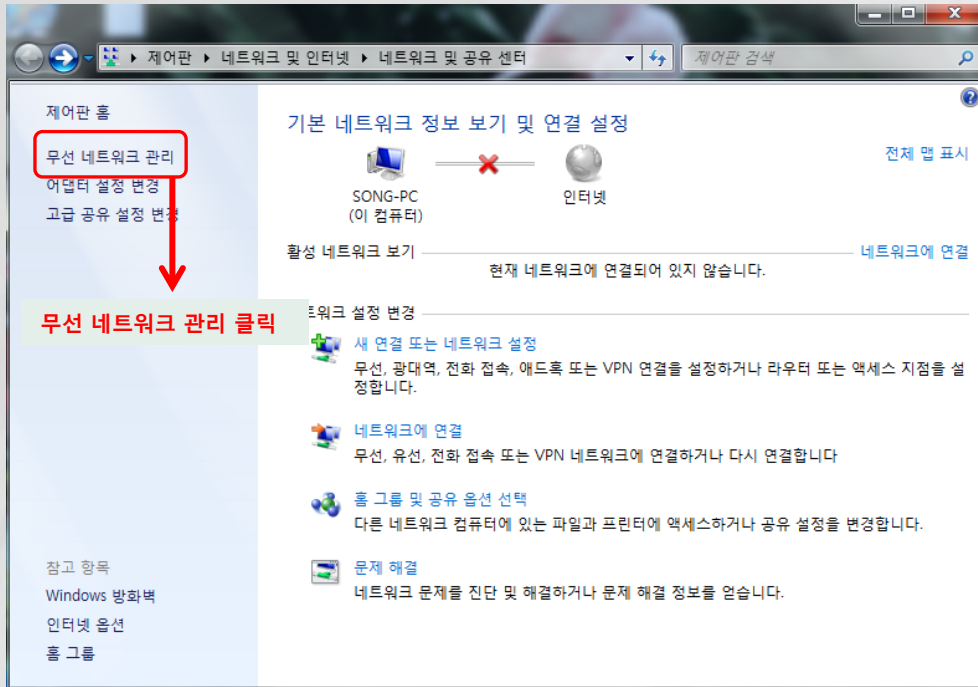 제어판 ▸ 네트워크 및 인터넷 ▸ 네트워크 및 공유 센터
제어판 검색
제어판 홈
무선 네트워크 관리
어댑터 설정 변경
고급 공유 설정 변경
무선 네트워크 관리 클릭
기본 네트워크 정보 보기 및 연결 설정
전체 맵 표시
SONG-PC
(이 컴퓨터)
인터넷
활성 네트워크 보기
네트워크에 연결
현재 네트워크에 연결되어 있지 않습니다.
트워크 설정 변경
새 연결 또는 네트워크 설정
무선, 광대역, 전화 접속, 애드혹 또는 VPN 연결을 설정하거나 라우터 또는 액세스 지점을 설
정합니다.
네트워크에 연결
무선, 유선, 전화 접속 또는 VPN 네트워크에 연결하거나 다시 연결합니다
홈 그룹 및 공유 옵션 선택
다른 네트워크 컴퓨터에 있는 파일과 프린터에 액세스하거나 공유 설정을 변경합니다.
문제 해결
네트워크 문제를 진단 및 해결하거나 문제 해결 정보를 얻습니다.
참고 항목
Windows 방화벽
인터넷 옵션
홈 그룹